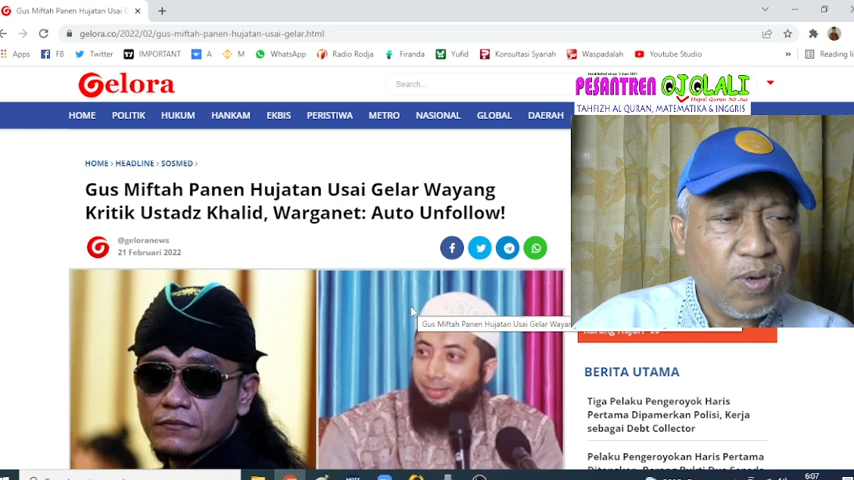 Gus Miftah Panen Hujatan Usai G
gelora.co/2022/02/gus-miftah-panen-hujatan-usai-gelar.html
Apps FB Twitter IMPORTANT A M WhatsApp Radio Rodja Firanda Yufid Konsultasi Syariah Waspadalah Youtube Studio » Reading li
Gelora
Search...
Pesantren OJOLALI
Hapal Quran 30 Juz
TAHFIZH AL QURAN, MATEMATIKA & INGGRIS
HOME POLITIK HUKUM HANKAM EKBIS PERISTIWA METRO NASIONAL GLOBAL DAERAH
HOME › HEADLINE › SOSMED ›
Gus Miftah Panen Hujatan Usai Gelar Wayang
Kritik Ustadz Khalid, Warganet: Auto Unfollow!
@geloranews
21 Februari 2022
Gus Miftah Panen Hujatan Usai Gelar Wayan
BERITA UTAMA
Tiga Pelaku Pengeroyok Haris
Pertama Dipamerkan Polisi, Kerja
sebagai Debt Collector
Pelaku Pengeroyokan Haris Pertama
6:07